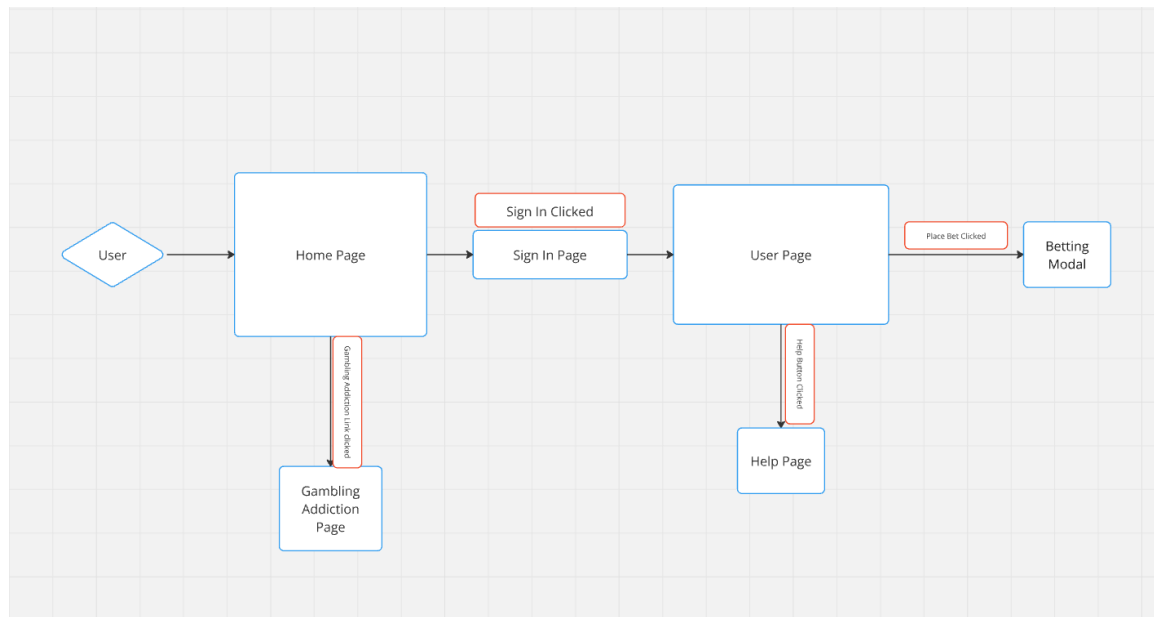 Sign In Clicked
User
Home Page
Sign In Page
User Page
Place Bet Clicked
Betting
Modal
Gambling Addiction Link clicked
Help Button Clicked
Help Page
Gambling
Addiction
Page